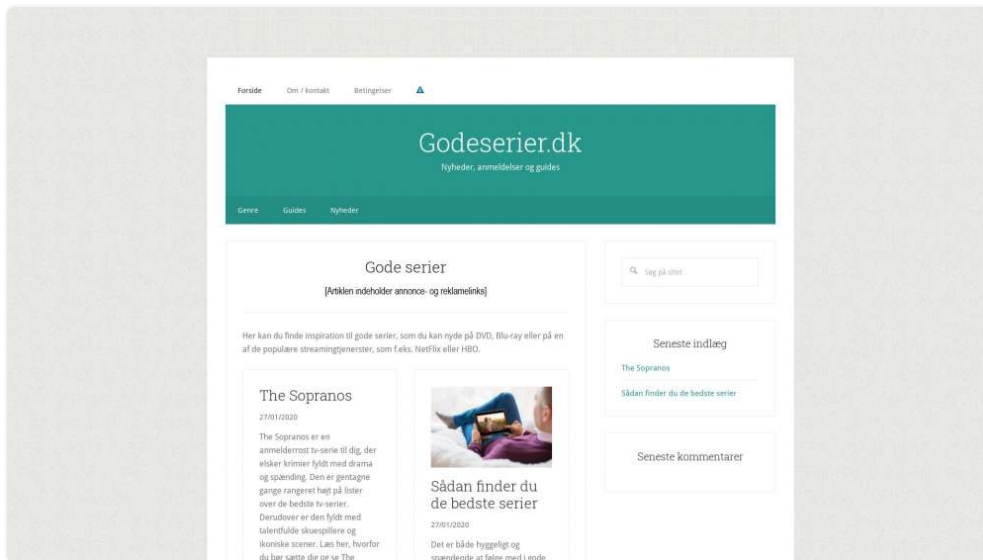 Forside Om / kontakt Betingelser
Godeserier.dk
Nyheder, anmeldelser og guides
Genre Guides Nyheder
Gode serier
[Artiklen indeholder annonce- og reklamelinks]
Her kan du finde inspiration til gode serier, som du kan nyde på DVD, Blu-ray eller på en
af de populære streamingtjenerster, som f.eks. NetFlix eller HBO.
The Sopranos
27/01/2020
The Sopranos er en
anmelderrost tv-serie til dig, der
elsker krimier fyldt med drama
og spænding. Den er gentagne
gange rangeret højt på lister
over de bedste tv-serier.
Derudover er den fyldt med
talentfulde skuespillere og
ikoniske scener. Læs her, hvorfor
du bør sætte dig og se The
Sådan finder du
de bedste serier
27/01/2020
Det er både hyggeligt og
spændende at følge med i gode
Søg på sitet
Seneste indlæg
The Sopranos
Sådan finder du de bedste serier
Seneste kommentarer